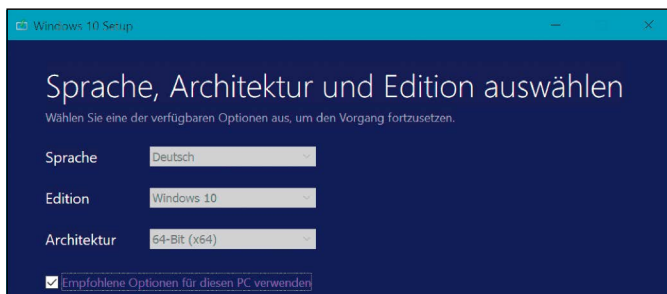 Windows 10 Setup
Sprache, Architektur und Edition auswählen
Wählen Sie eine der verfügbaren Optionen aus, um den Vorgang fortzusetzen.
Sprache Deutsch
Edition Windows 10
Architektur 64-Bit (x64)
Empfohlene Optionen für diesen PC verwenden